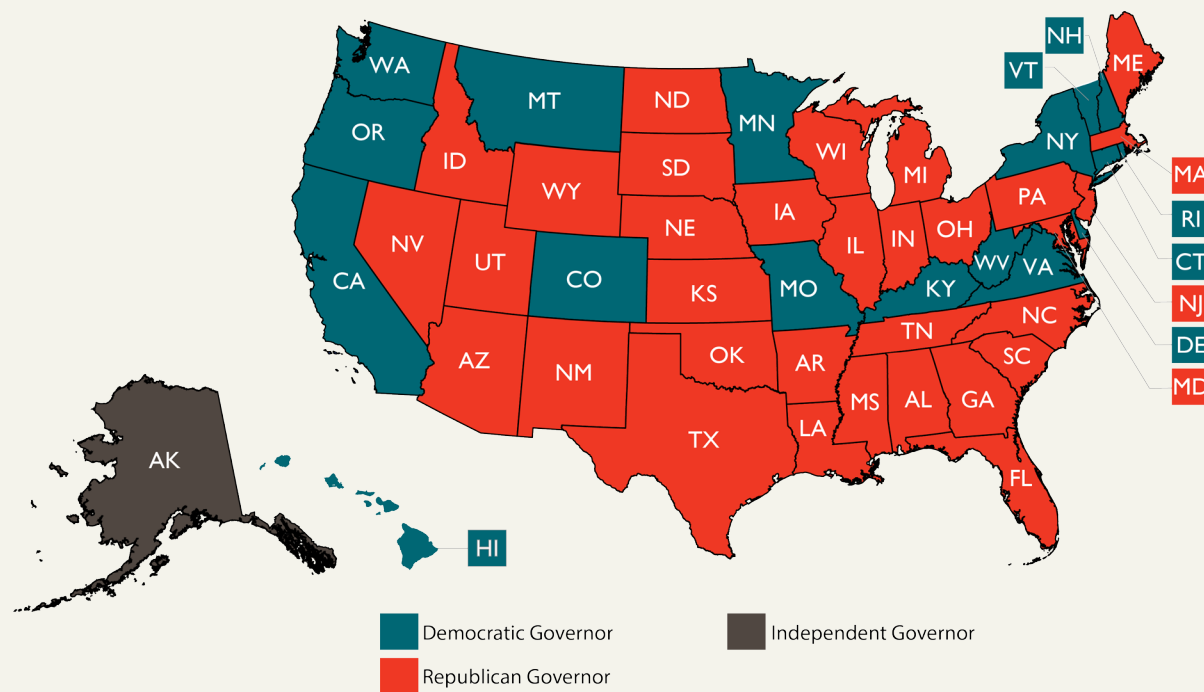 NH
VT
ME
WA
MT
ND
MN
OR
NY
ID
SD
WI
MI
MA
WY
PA
IA
RI
NE
OH
NV
IL
IN
CT
UT
CO
WV
VA
CA
MO
KY
KS
NJ
NC
TN
DE
AZ
OK
SC
NM
AR
MD
MS
AL
GA
TX
LA
AK
FL
HI
Democratic Governor
Independent Governor
Republican Governor